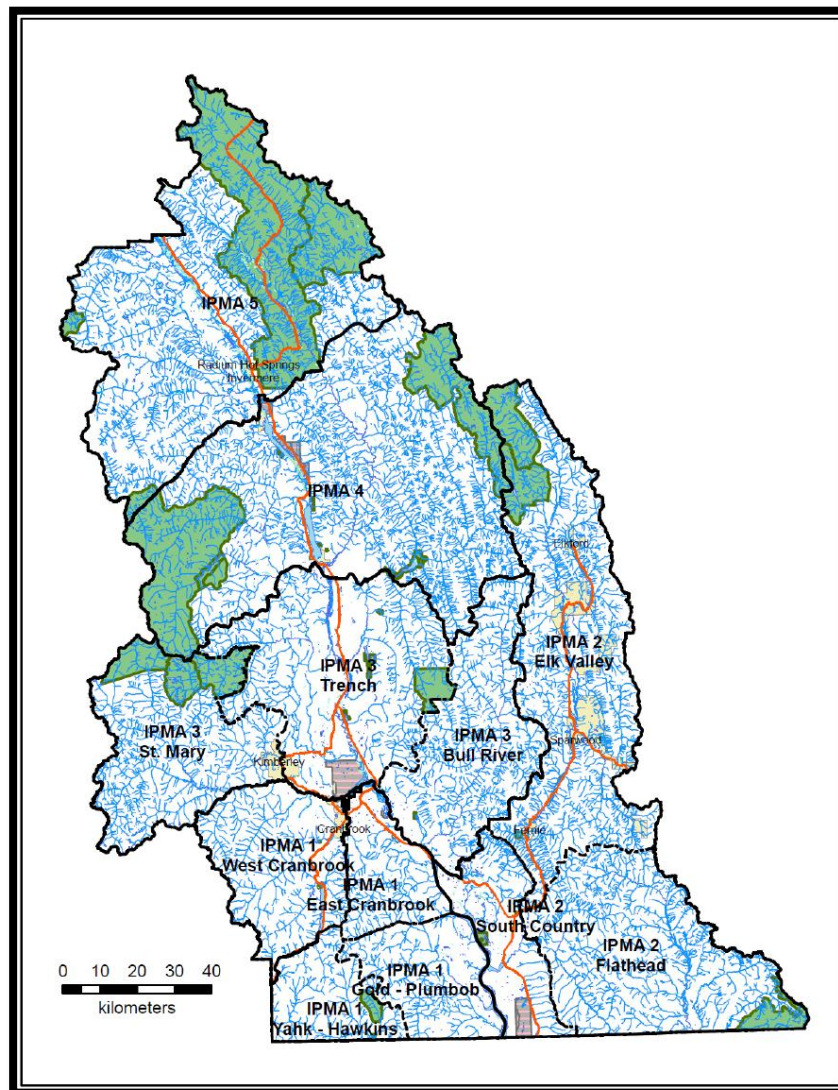 IPMA 5
Radium Hot Springs
Invermere
IPMA 4
Elkford
IPMA 2
Elk Valley
IPMA 3
Trench
IPMA 3
St. Mary
IPMA 3
Bull River
Sparwood
Kimberley
Cranbrook
Fernie
IPMA 1
West Cranbrook
IPMA 1
East Cranbrook
IPMA 2
South Country
IPMA 2
Flathead
IPMA 1
Gold - Plumbob
IPMA 1
Yahk - Hawkins
0 10 20 40
kilometers